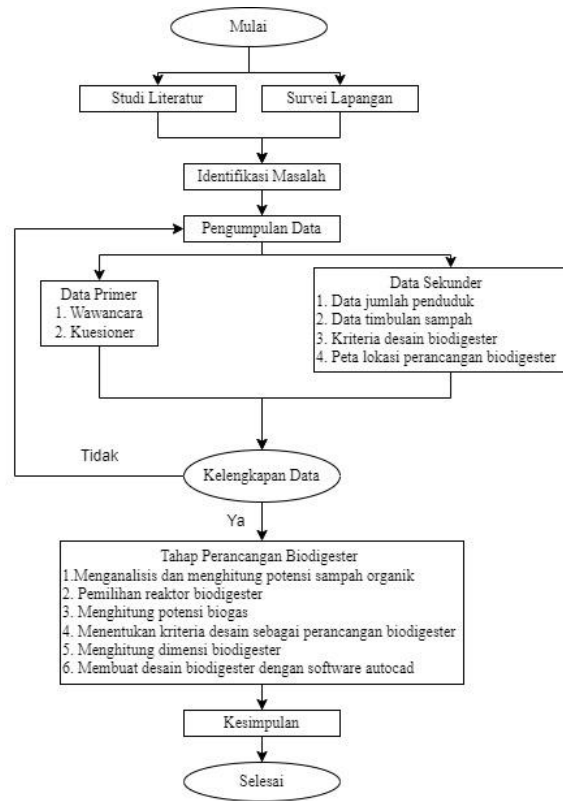 Mulai
Studi Literatur
Survei Lapangan
Identifikasi Masalah
Pengumpulan Data
Data Primer
1. Wawancara
2. Kuesioner
Data Sekunder
1. Data jumlah penduduk
2. Data timbulan sampah
3. Kriteria desain biodigester
4. Peta lokasi perancangan biodigester
Tidak
Kelengkapan Data
Ya
Tahap Perancangan Biodigester
1.Menganalisis dan menghitung potensi sampah organik
2. Pemilihan reaktor biodigester
3. Menghitung potensi biogas
4. Menentukan kriteria desain sebagai perancangan biodigester
5. Menghitung dimensi biodigester
6. Membuat desain biodigester dengan software autocad
Kesimpulan
Selesai